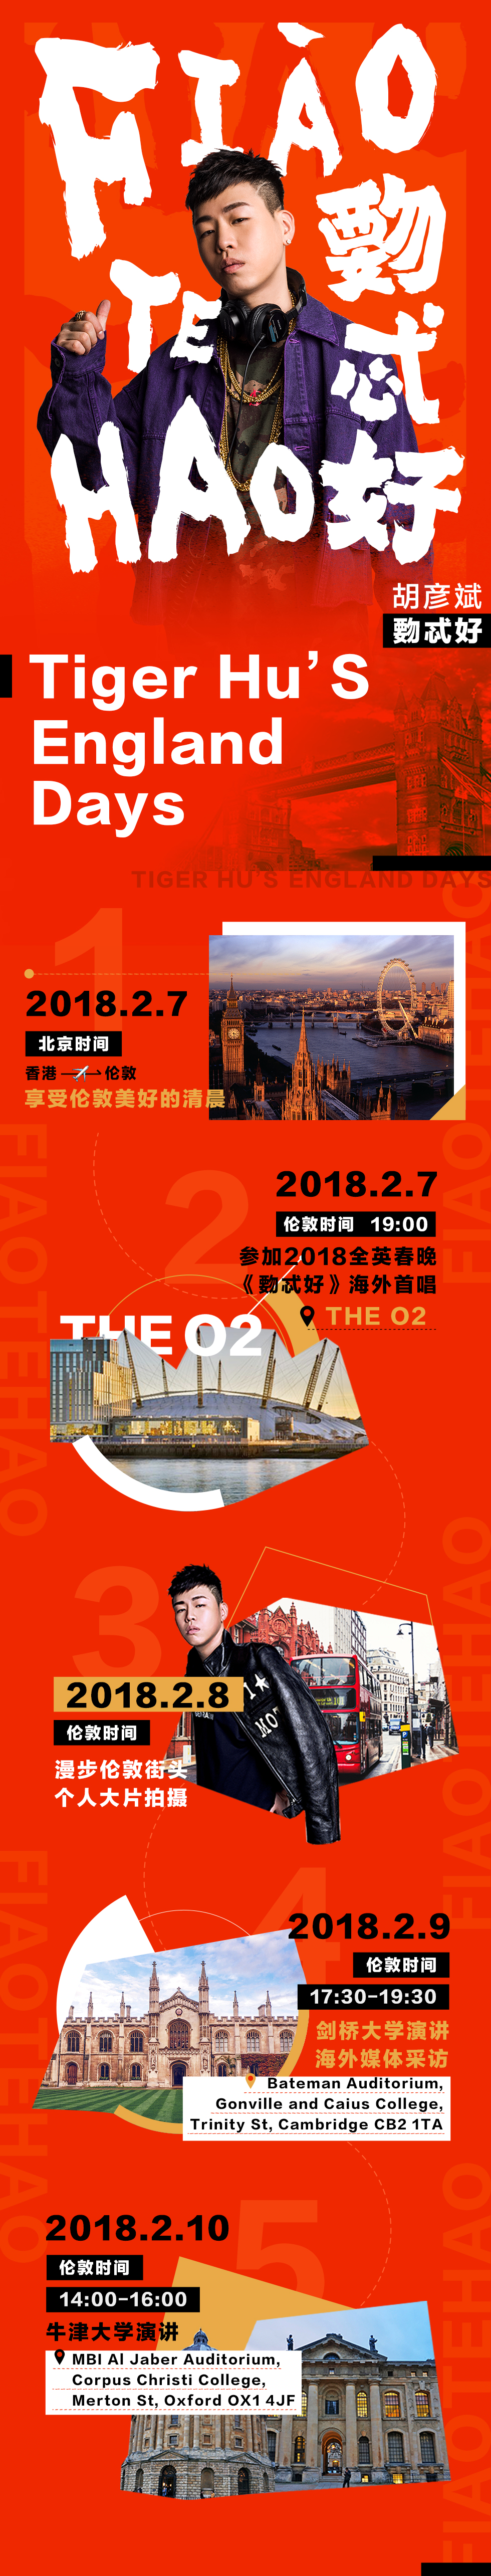 FIÀO
TE
HAO
覅忒好
胡彦斌
覅忒好
Tiger Hu’S
England
Days
TIGER HU'S ENGLAND DAYS
1
2018.2.7
北京时间
香港 伦敦
享受伦敦美好的清晨
FIAOTEHAO
FIAOTEHAO
2
2018.2.7
伦敦时间 19:00
参加2018全英春晚
《覅忒好》海外首唱
THE O2
THE O2
3
2018.2.8
伦敦时间
漫步伦敦街头
个人大片拍摄
FIAOTEHAO
FIAOTEHAO
4
2018.2.9
伦敦时间
17:30-19:30
剑桥大学演讲
海外媒体采访
Bateman Auditorium,
Gonville and Caius College,
Trinity St, Cambridge CB2 1TA
5
2018.2.10
伦敦时间
14:00-16:00
牛津大学演讲
MBI Al Jaber Auditorium,
Corpus Christi College,
Merton St, Oxford OX1 4JF
FIAOTEHAO